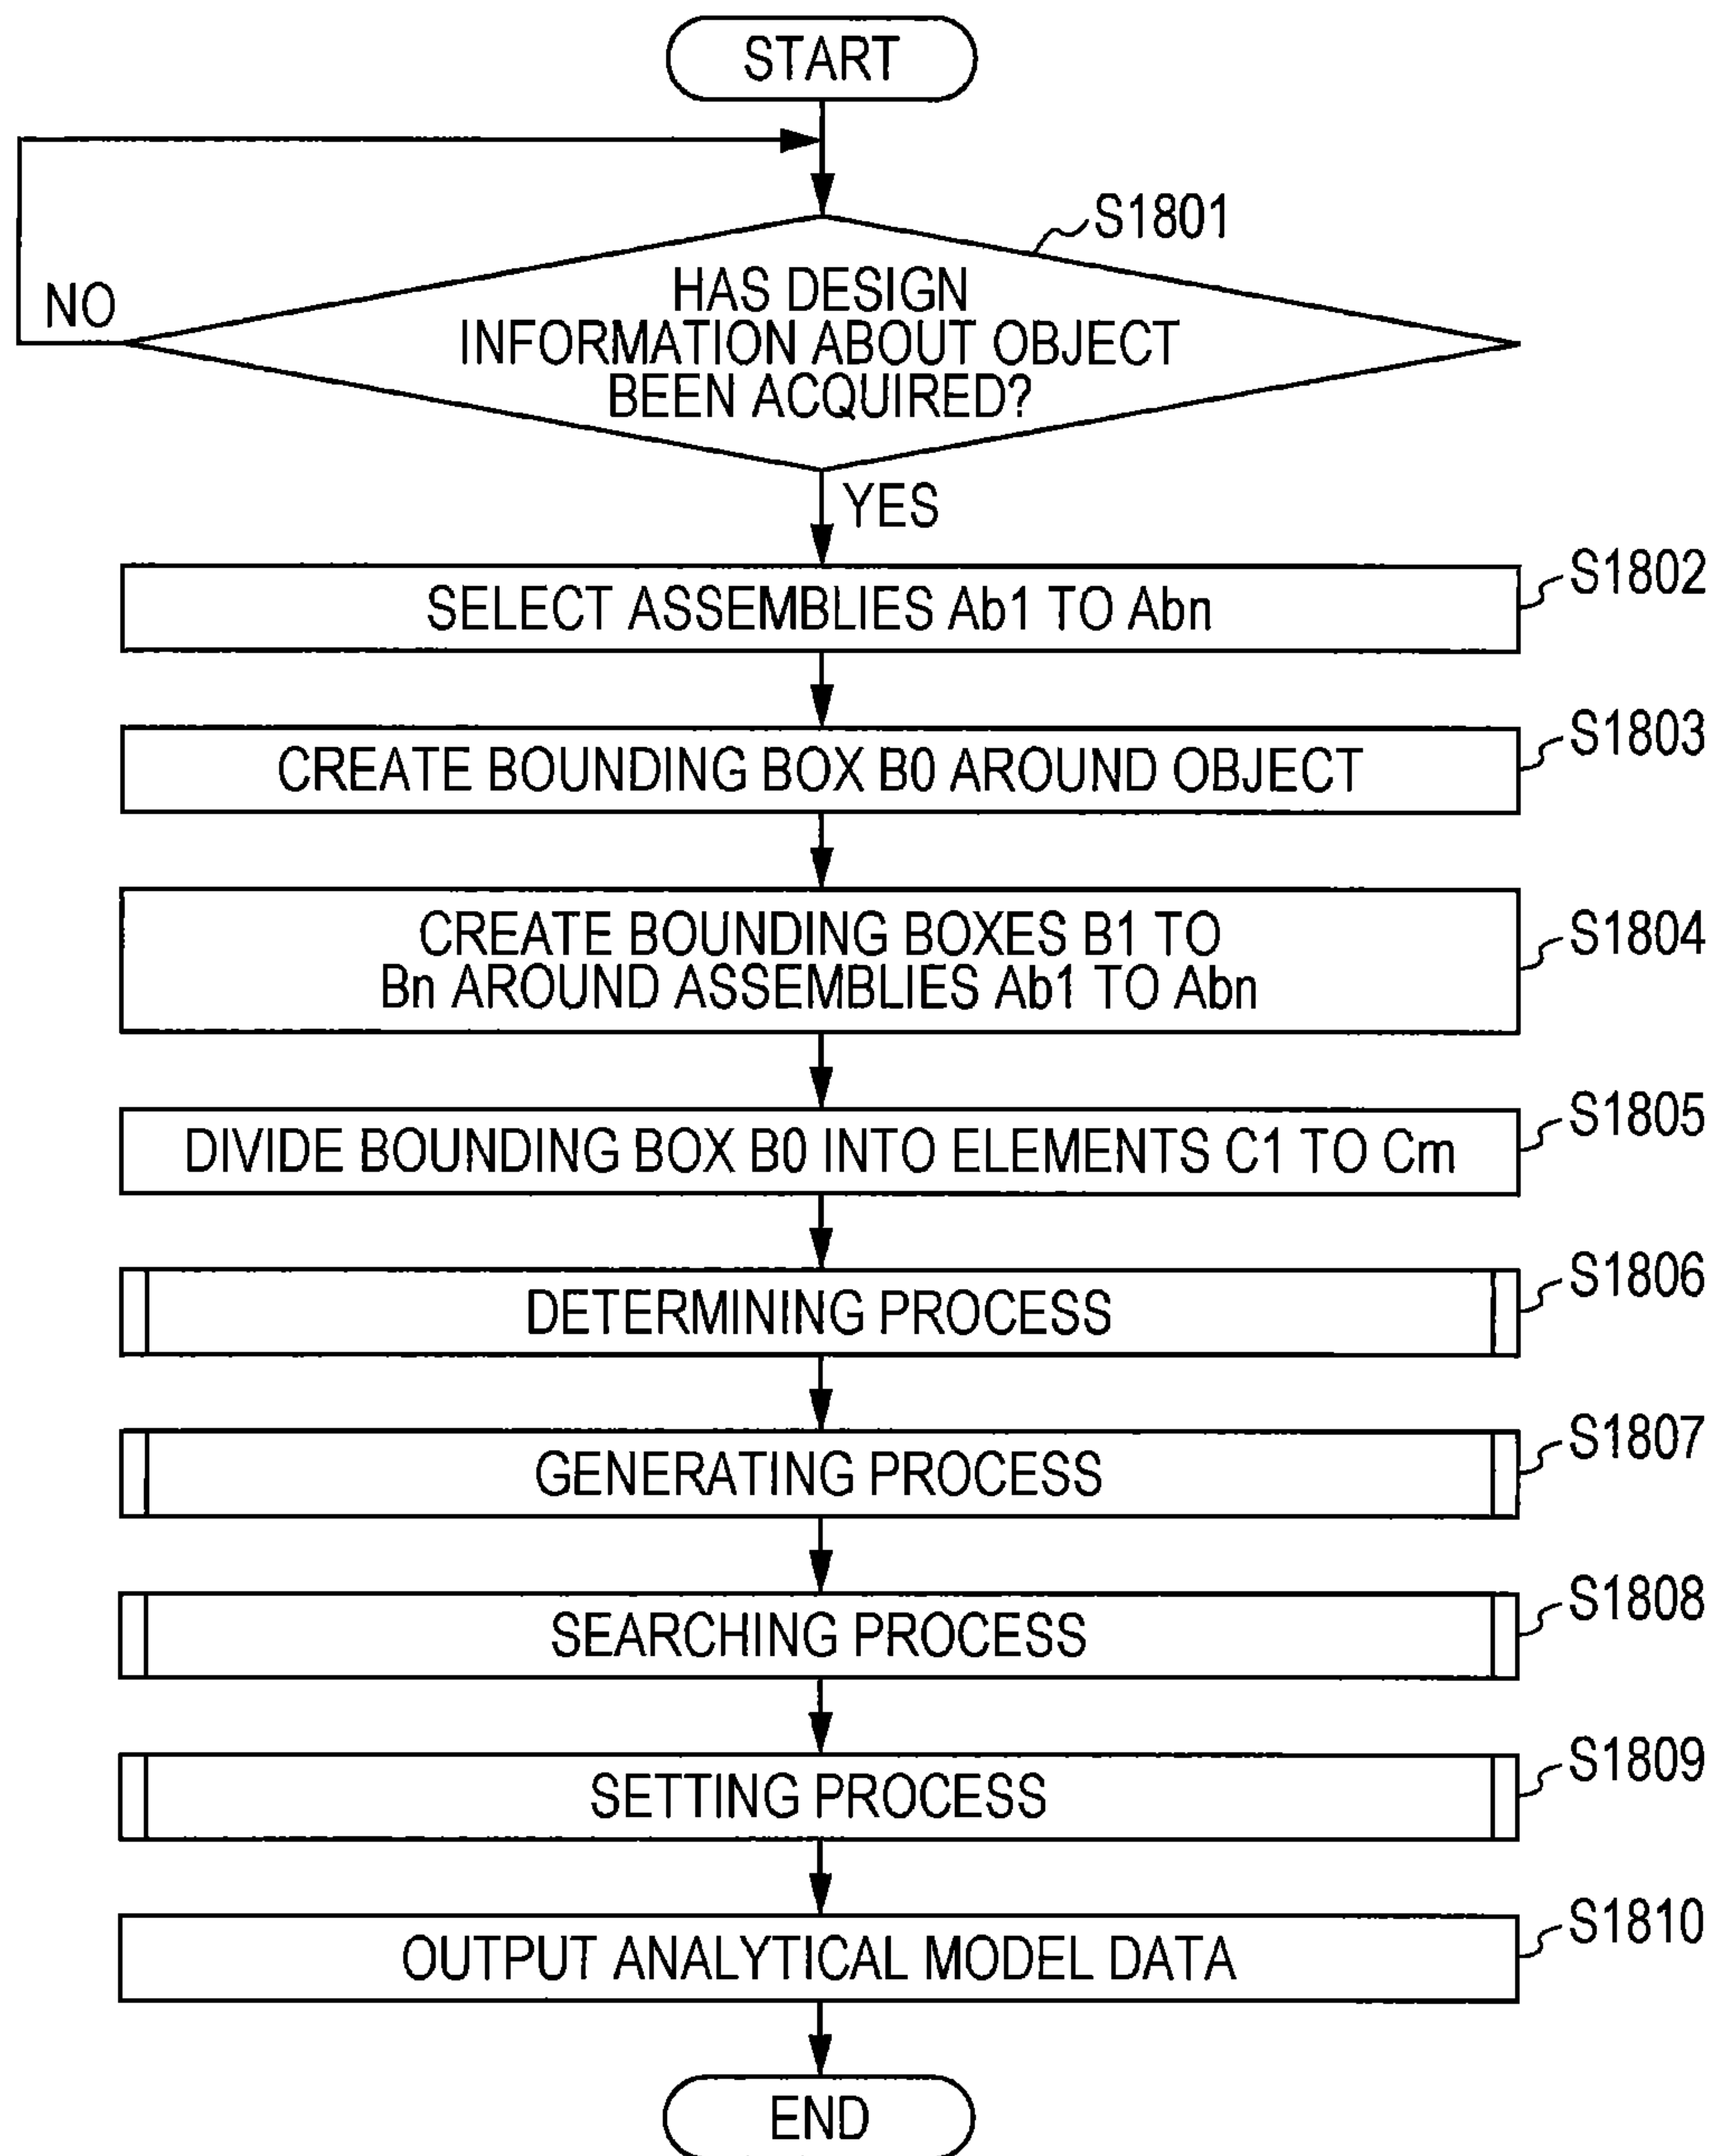 START
S1801
HAS DESIGN
INFORMATION ABOUT OBJECT
BEEN ACQUIRED?
NO
YES
S1802
SELECT ASSEMBLIES Ab1 TO Abn
S1803
CREATE BOUNDING BOX B0 AROUND OBJECT
S1804
CREATE BOUNDING BOXES B1 TO
Bn AROUND ASSEMBLIES Ab1 TO Abn
S1805
DIVIDE BOUNDING BOX B0 INTO ELEMENTS C1 TO Cm
S1806
DETERMINING PROCESS
S1807
GENERATING PROCESS
S1808
SEARCHING PROCESS
S1809
SETTING PROCESS
S1810
OUTPUT ANALYTICAL MODEL DATA
END